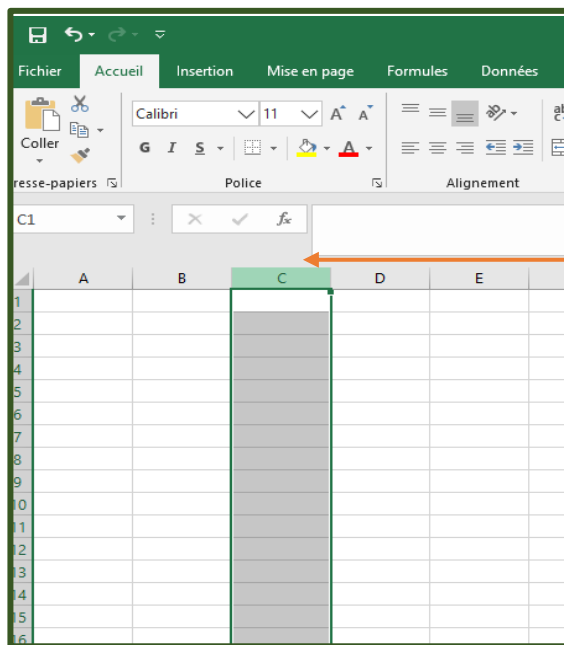 Fichier Accueil Insertion Mise en page Formules Données
Calibri 11 A A ab
Coller
G I S A
resse-papiers Police Alignement
C1 fx
A B C D E
1
2
3
4
5
6
7
8
9
10
11
12
13
14
15
16